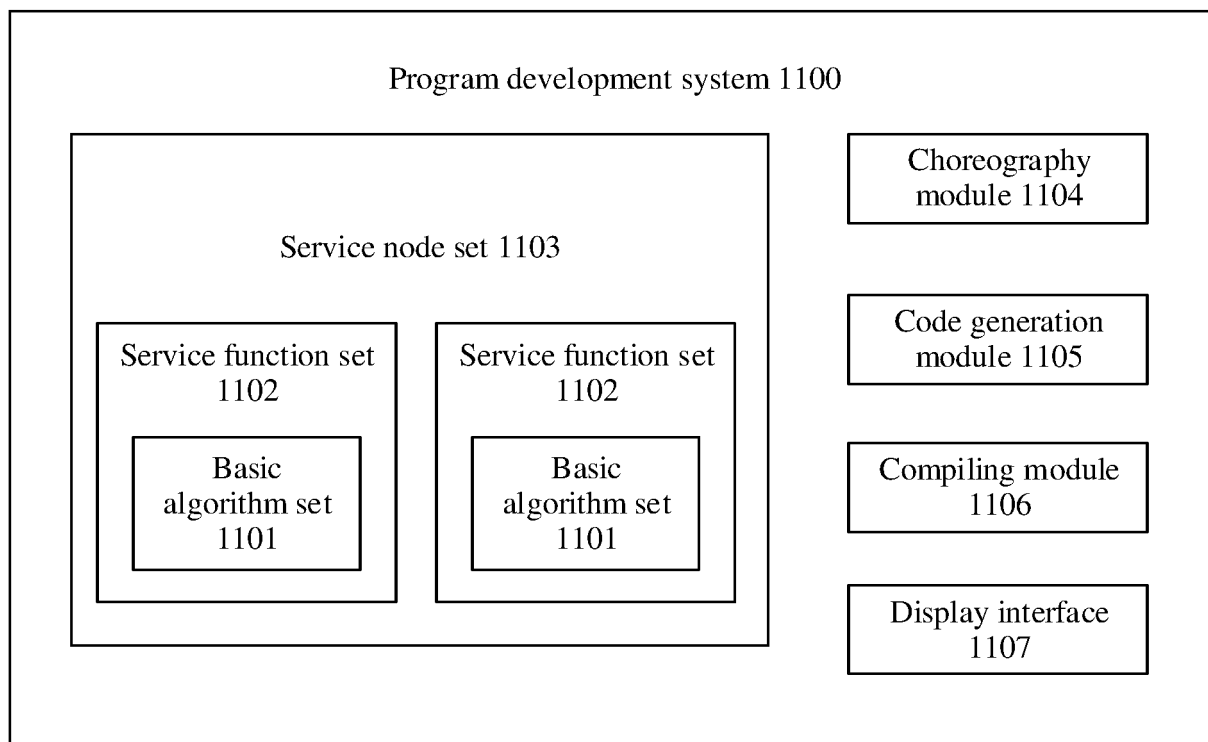 Program development system 1100
Service node set 1103
Service function set
1102
Basic
algorithm set
1101
Service function set
1102
Basic
algorithm set
1101
Choreography
module 1104
Code generation
module 1105
Compiling module
1106
Display interface
1107